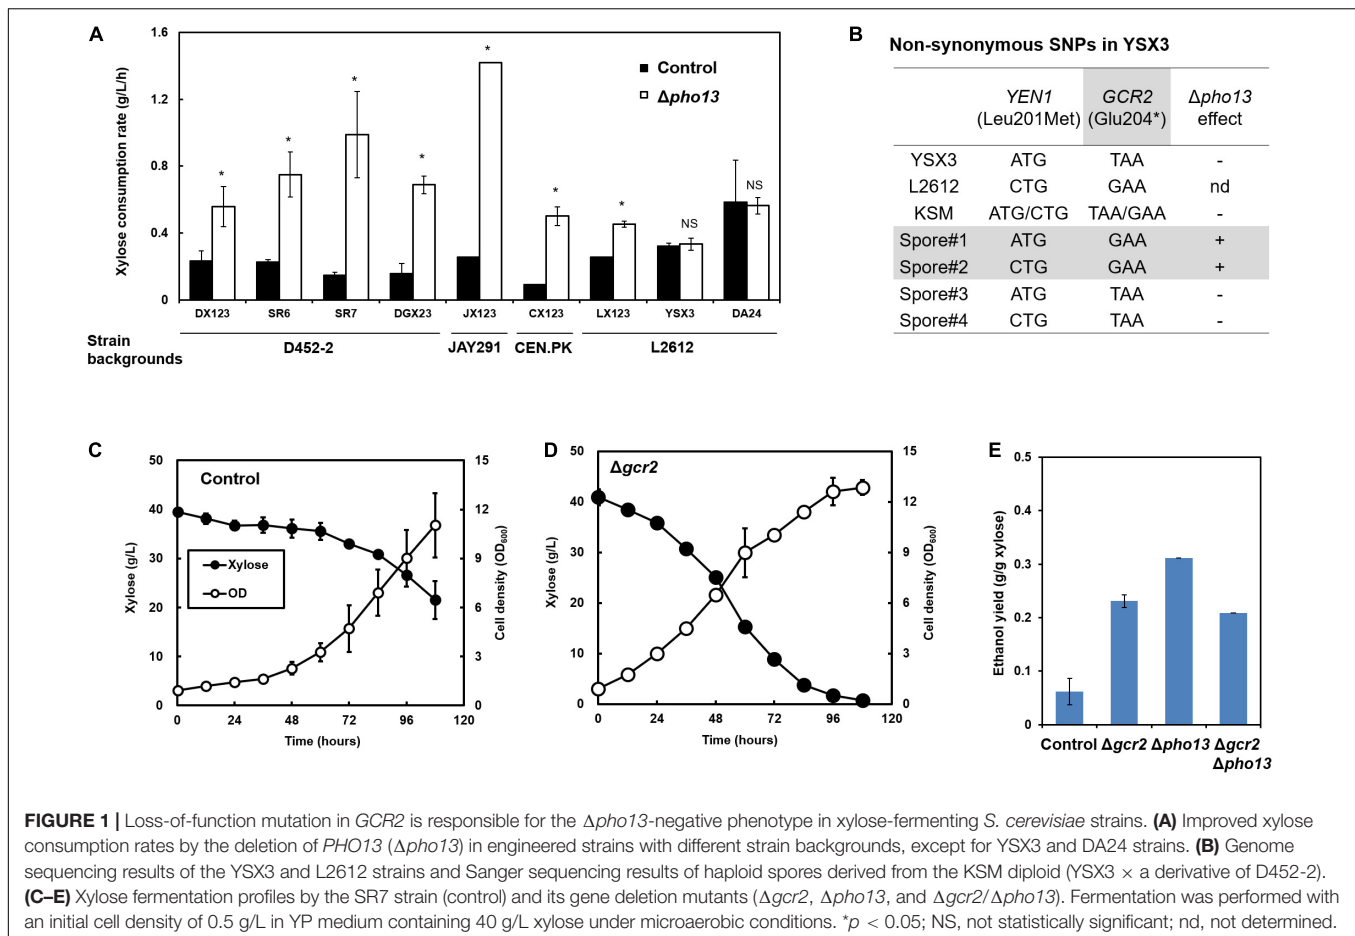 A
1.6
1.2
0.8
0.4
0
Xylose consumption rate (g/L/h)
Control
Δpho13
* * * * * * * NS NS
DX123 SR6 SR7 DGX23 JX123 CX123 LX123 YSX3 DA24
Strain backgrounds
D452-2 JAY291 CEN.PK L2612
B
Non-synonymous SNPs in YSX3
YEN1 (Leu201Met) GCR2 (Glu204*) Δpho13 effect
YSX3 ATG TAA -
L2612 CTG GAA nd
KSM ATG/CTG TAA/GAA -
Spore#1 ATG GAA +
Spore#2 CTG GAA +
Spore#3 ATG TAA -
Spore#4 CTG TAA -
C
Control
50
40
30
20
10
0
Xylose (g/L)
Xylose
OD
15
12
9
6
3
0
Cell density (OD600)
0 24 48 72 96 120
Time (hours)
D
Δgcr2
50
40
30
20
10
0
Xylose (g/L)
15
12
9
6
3
0
Cell density (OD600)
0 24 48 72 96 120
Time (hours)
E
0.5
0.4
0.3
0.2
0.1
0
Ethanol yield (g/g xylose)
Control Δgcr2 Δpho13 Δgcr2
Δpho13
FIGURE 1 | Loss-of-function mutation in GCR2 is responsible for the Δpho13-negative phenotype in xylose-fermenting S. cerevisiae strains. (A) Improved xylose
consumption rates by the deletion of PHO13 (Δpho13) in engineered strains with different strain backgrounds, except for YSX3 and DA24 strains. (B) Genome
sequencing results of the YSX3 and L2612 strains and Sanger sequencing results of haploid spores derived from the KSM diploid (YSX3 × a derivative of D452-2).
(C–E) Xylose fermentation profiles by the SR7 strain (control) and its gene deletion mutants (Δgcr2, Δpho13, and Δgcr2/Δpho13). Fermentation was performed with
an initial cell density of 0.5 g/L in YP medium containing 40 g/L xylose under microaerobic conditions. *p < 0.05; NS, not statistically significant; nd, not determined.